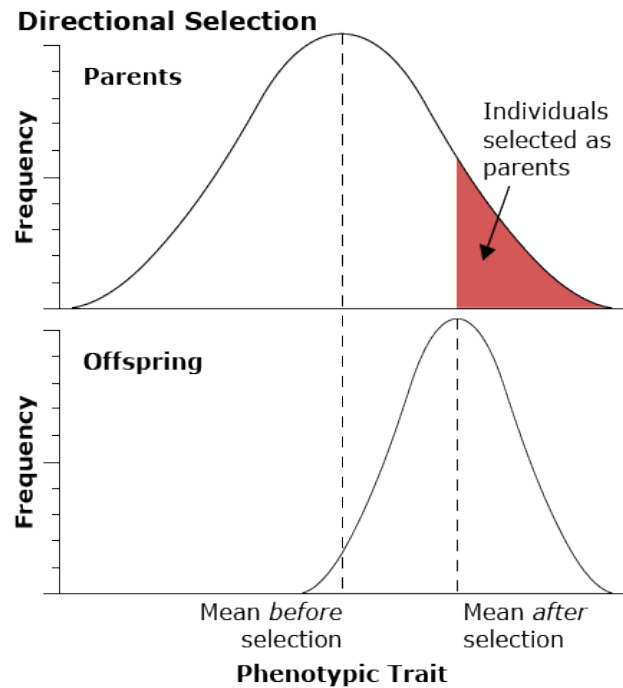 Directional Selection
Parents
Individuals
selected as
parents
Frequency
Offspring
Frequency
Mean before
selection
Mean after
selection
Phenotypic Trait